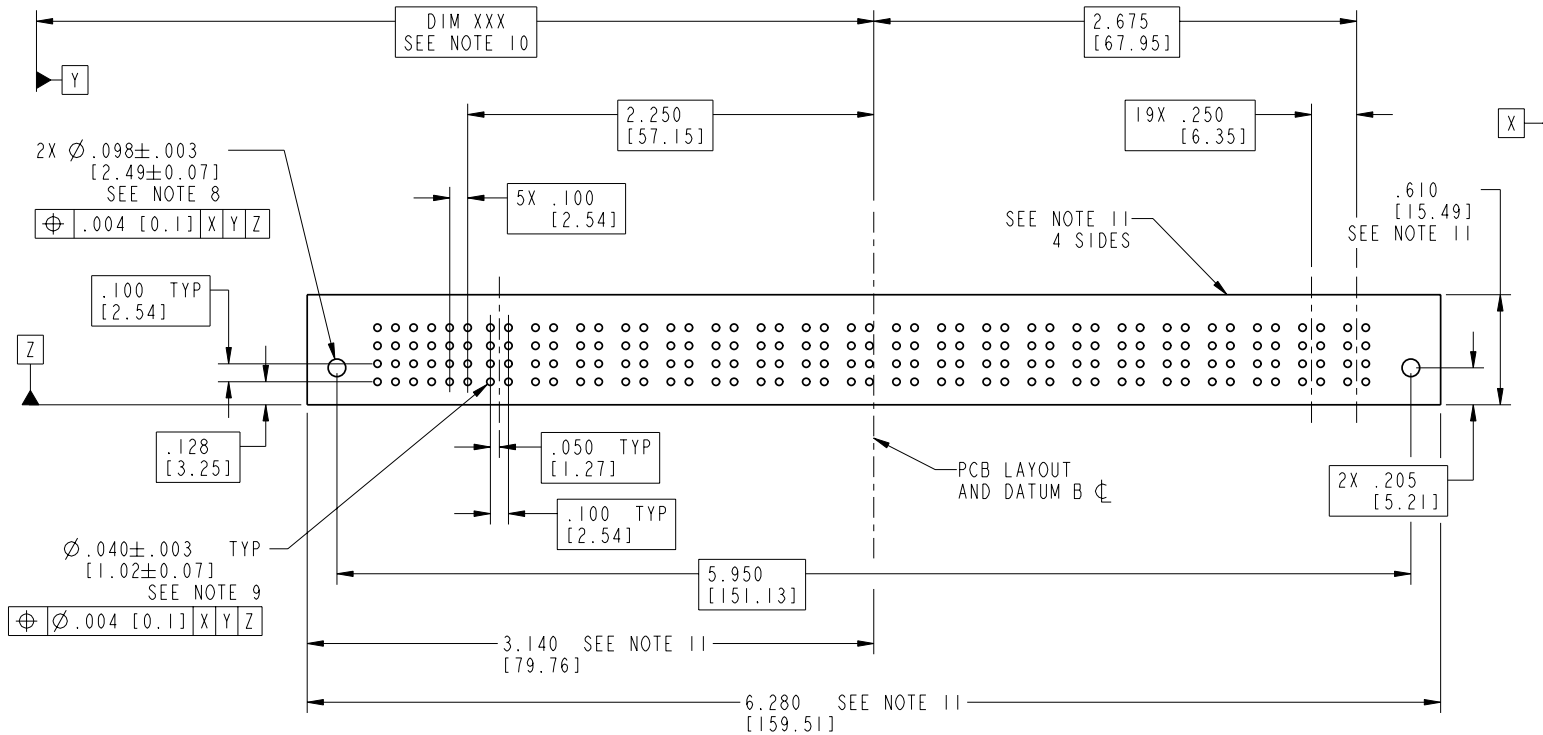 DIM XXX
SEE NOTE 10
2.675
[67.95]
Y
2.250
[57.15]
19X .250
[6.35]
X
2X Ø.098±.003
[2.49±0.07]
SEE NOTE 8
⌖ .004 [0.1] X Y Z
5X .100
[2.54]
SEE NOTE 11
4 SIDES
.610
[15.49]
SEE NOTE 11
.100 TYP
[2.54]
Z
.128
[3.25]
.050 TYP
[1.27]
.100 TYP
[2.54]
PCB LAYOUT
AND DATUM B ℄
2X .205
[5.21]
Ø.040±.003 TYP
[1.02±0.07]
SEE NOTE 9
⌖ Ø.004 [0.1] X Y Z
5.950
[151.13]
3.140 SEE NOTE 11
[79.76]
6.280 SEE NOTE 11
[159.51]